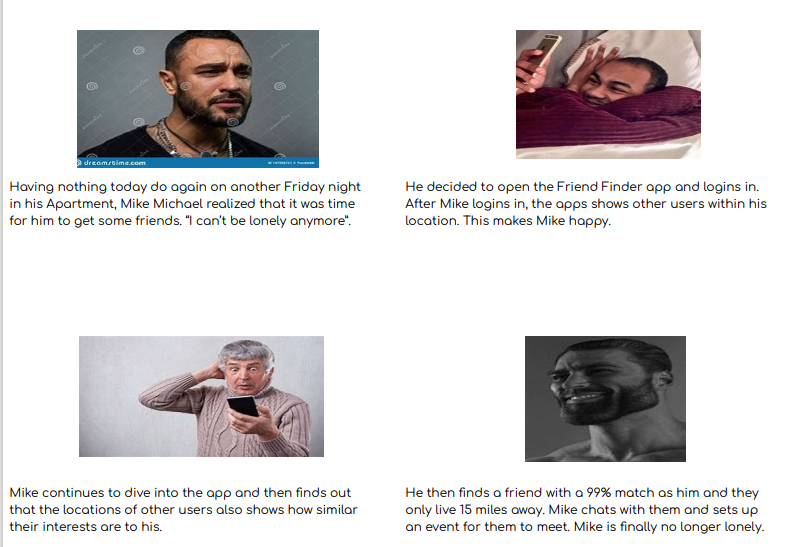 dreamstime.com
Having nothing today do again on another Friday night
in his Apartment, Mike Michael realized that it was time
for him to get some friends. “I can’t be lonely anymore”.
He decided to open the Friend Finder app and logins in.
After Mike logins in, the apps shows other users within his
location. This makes Mike happy.
Mike continues to dive into the app and then finds out
that the locations of other users also shows how similar
their interests are to his.
He then finds a friend with a 99% match as him and they
only live 15 miles away. Mike chats with them and sets up
an event for them to meet. Mike is finally no longer lonely.